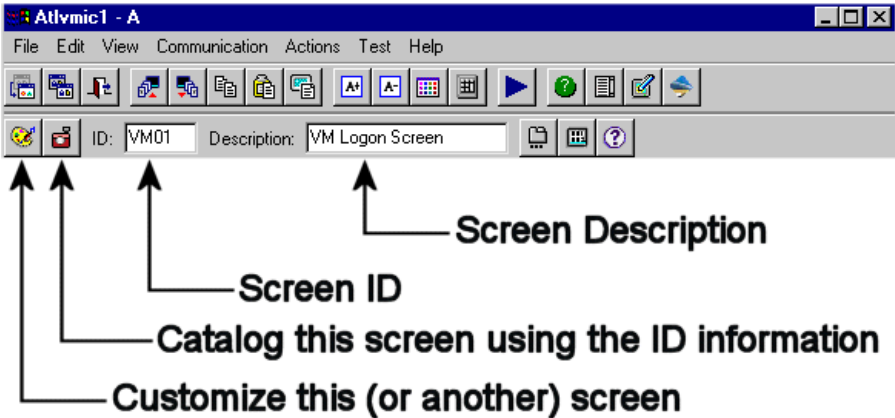 Atlvmic1 - A
File Edit View Communication Actions Test Help
A+ A- ?
ID: VM01 Description: VM Logon Screen ?
Screen Description
Screen ID
Catalog this screen using the ID information
Customize this (or another) screen